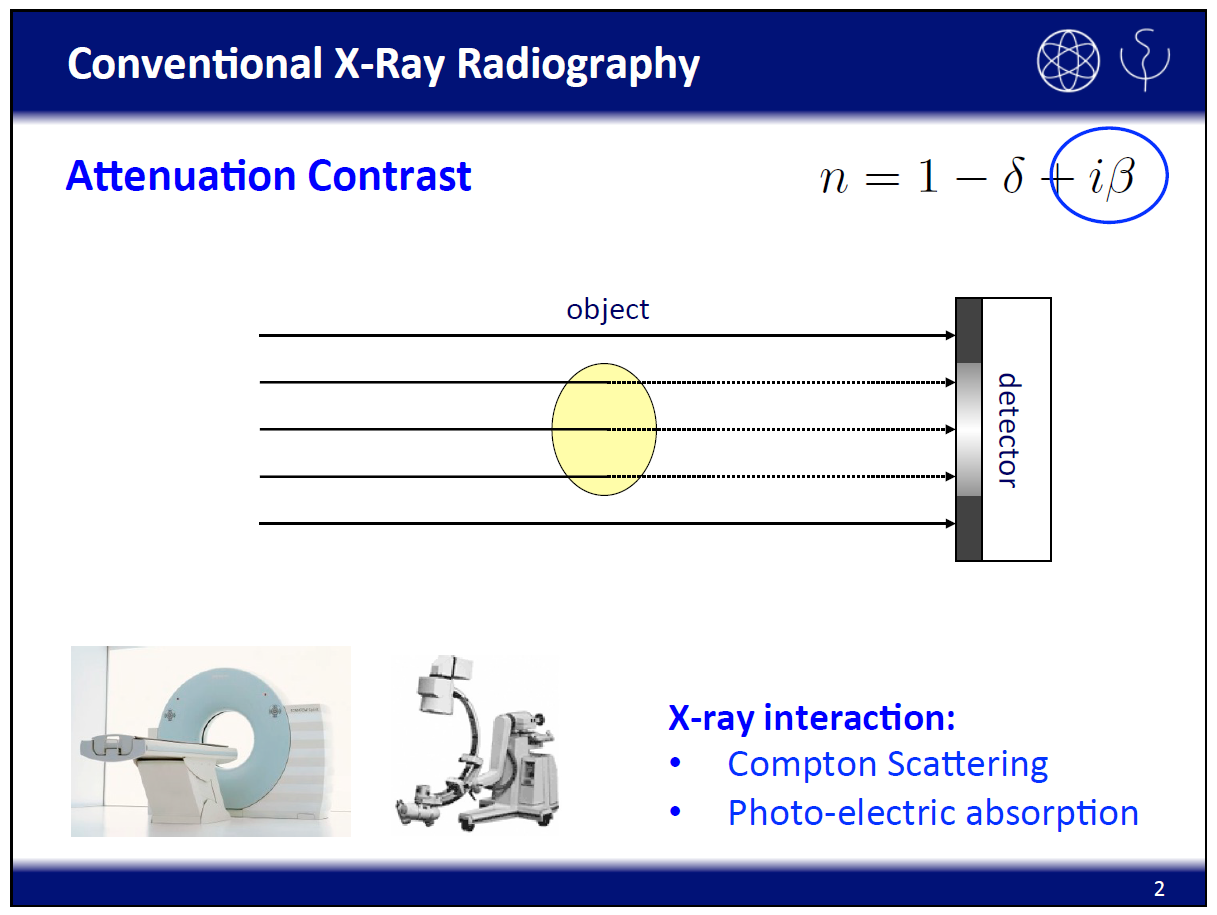 Conventional X-Ray Radiography
Attenuation Contrast
n = 1 − δ + iβ
object
detector
X-ray interaction:
• Compton Scattering
• Photo-electric absorption
2